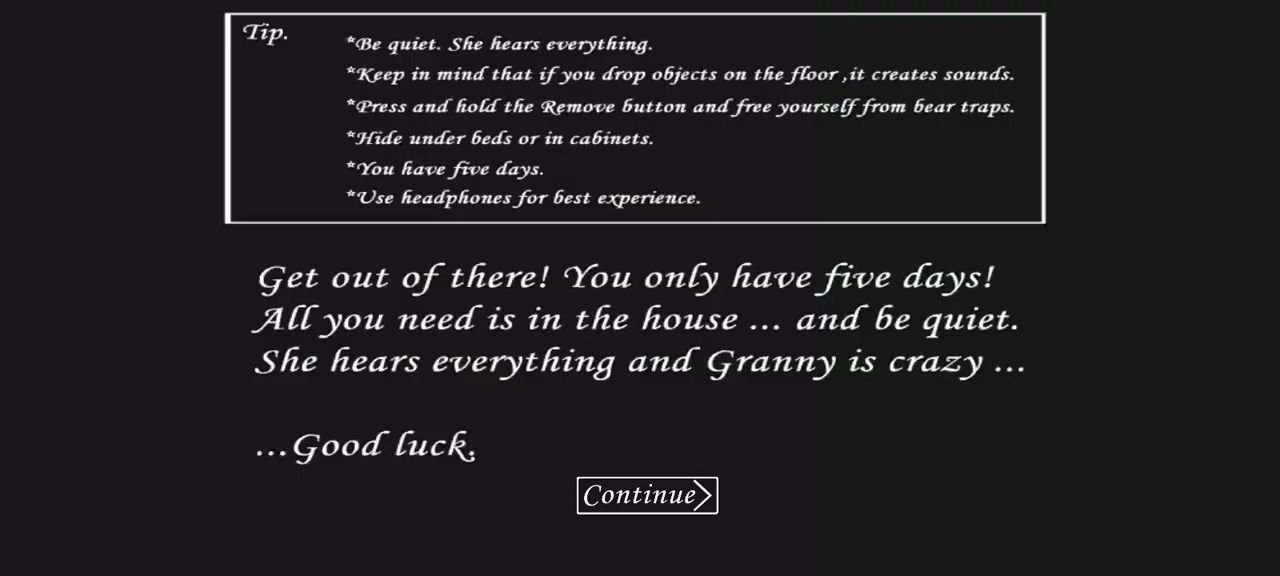 Tip.
*Be quiet. She hears everything.
*Keep in mind that if you drop objects on the floor ,it creates sounds.
*Press and hold the Remove button and free yourself from bear traps.
*Hide under beds or in cabinets.
*You have five days.
*Use headphones for best experience.
Get out of there! You only have five days!
All you need is in the house ... and be quiet.
She hears everything and Granny is crazy ...
...Good luck.
Continue>